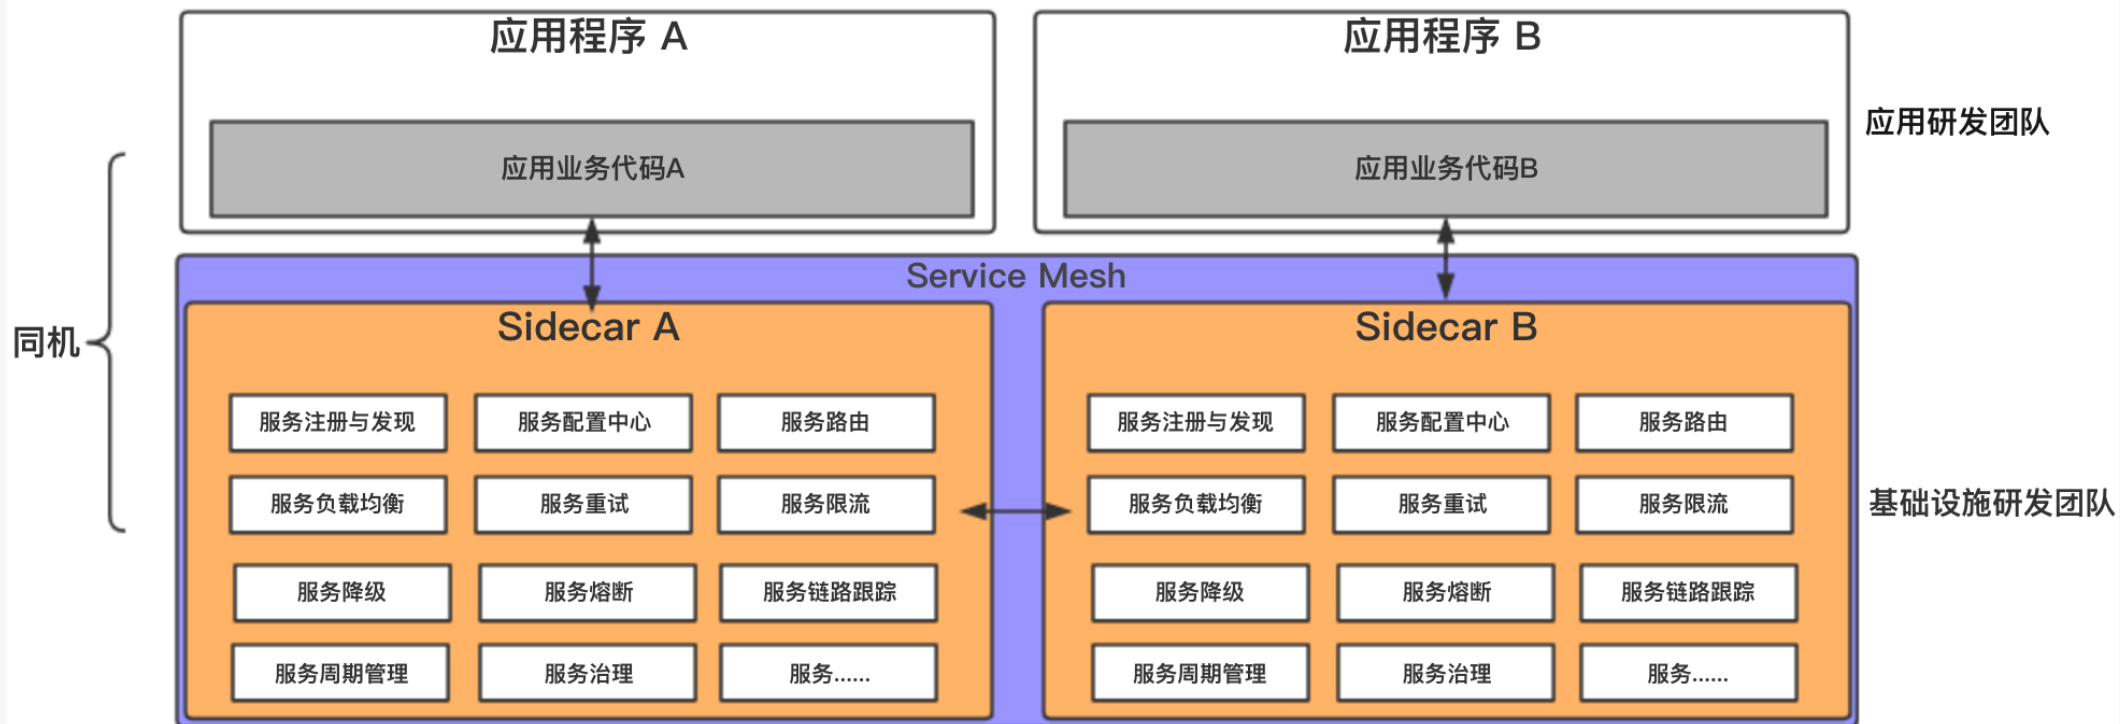 应用程序 A
应用程序 B
应用研发团队
应用业务代码A
应用业务代码B
同机
Service Mesh
Sidecar A
Sidecar B
服务注册与发现
服务配置中心
服务路由
服务注册与发现
服务配置中心
服务路由
服务负载均衡
服务重试
服务限流
服务负载均衡
服务重试
服务限流
基础设施研发团队
服务降级
服务熔断
服务链路跟踪
服务降级
服务熔断
服务链路跟踪
服务周期管理
服务治理
服务......
服务周期管理
服务治理
服务......